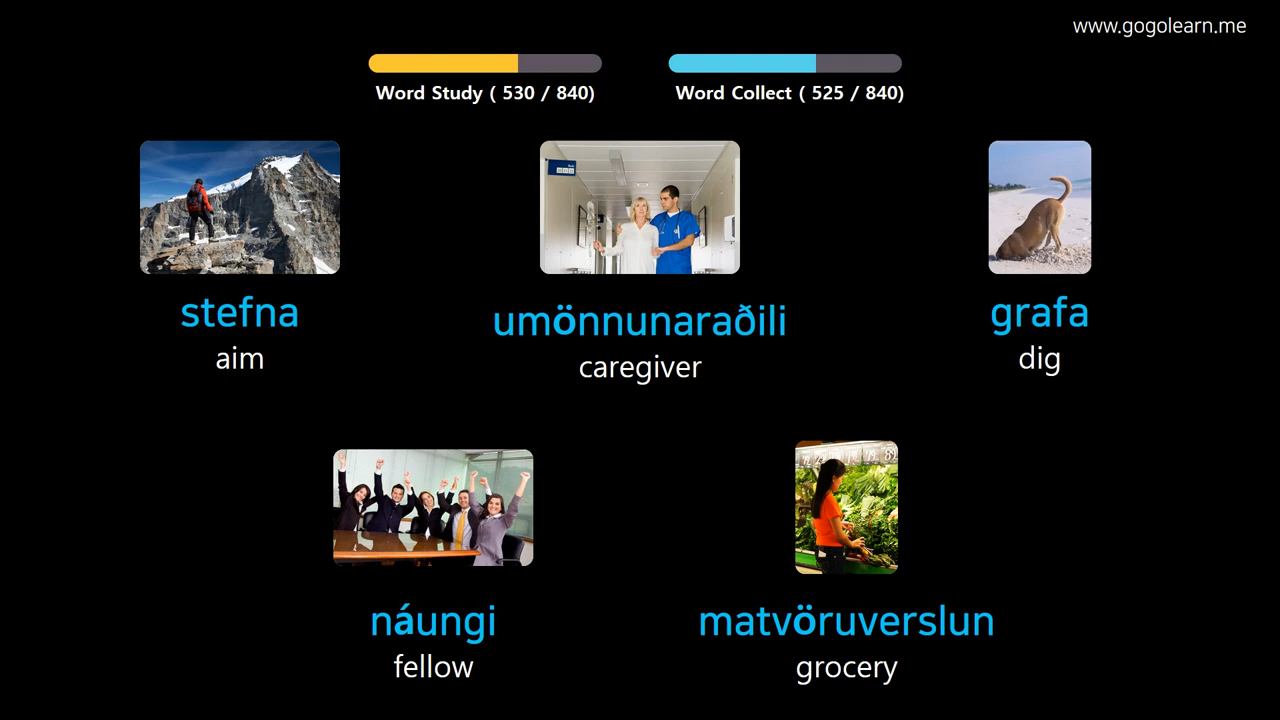 www.gogolearn.me
Word Study ( 530 / 840)
Word Collect ( 525 / 840)
stefna
aim
umönnunaraðili
caregiver
grafa
dig
náungi
fellow
matvöruverslun
grocery